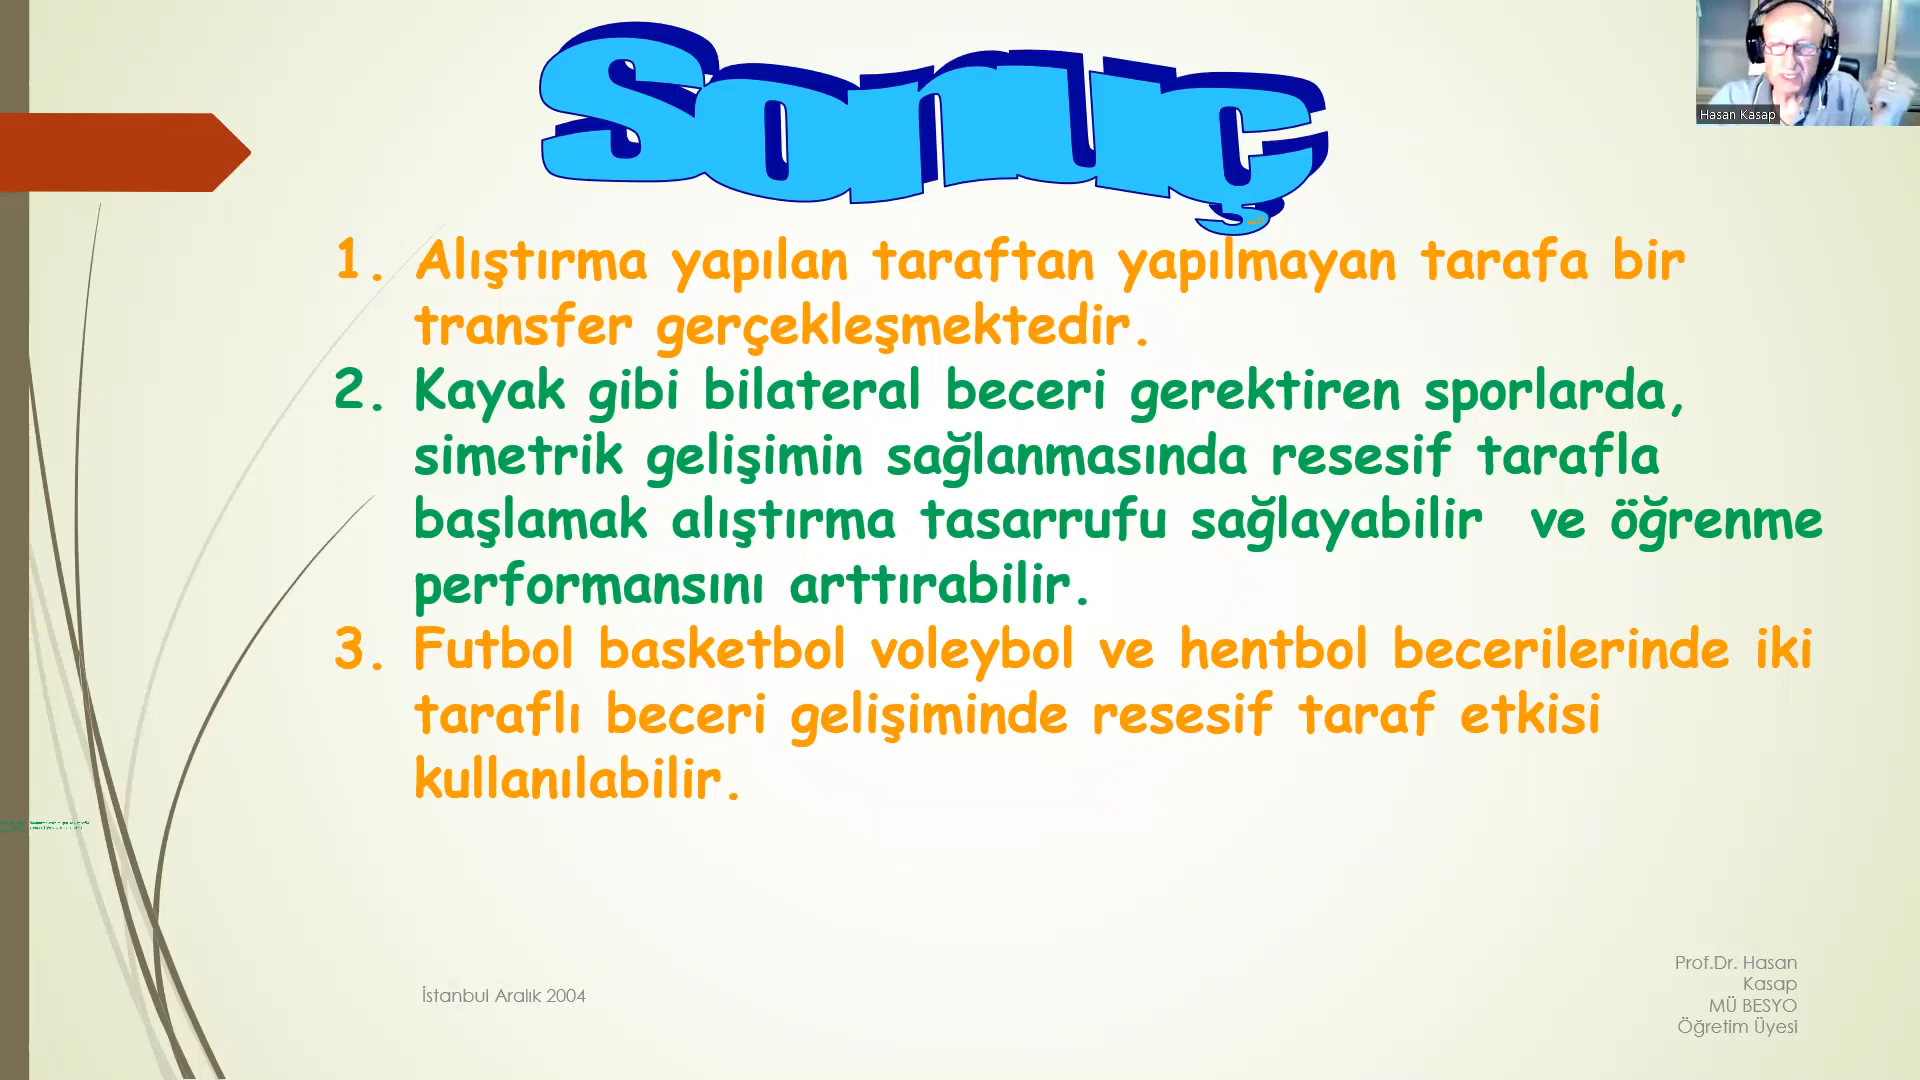 Sonuç
Hasan Kasap
1. Alıştırma yapılan taraftan yapılmayan tarafa bir
transfer gerçekleşmektedir.
2. Kayak gibi bilateral beceri gerektiren sporlarda,
simetrik gelişimin sağlanmasında resesif tarafla
başlamak alıştırma tasarrufu sağlayabilir ve öğrenme
performansını arttırabilir.
3. Futbol basketbol voleybol ve hentbol becerilerinde iki
taraflı beceri gelişiminde resesif taraf etkisi
kullanılabilir.
İstanbul Aralık 2004
Prof.Dr. Hasan
Kasap
MÜ BESYO
Öğretim Üyesi